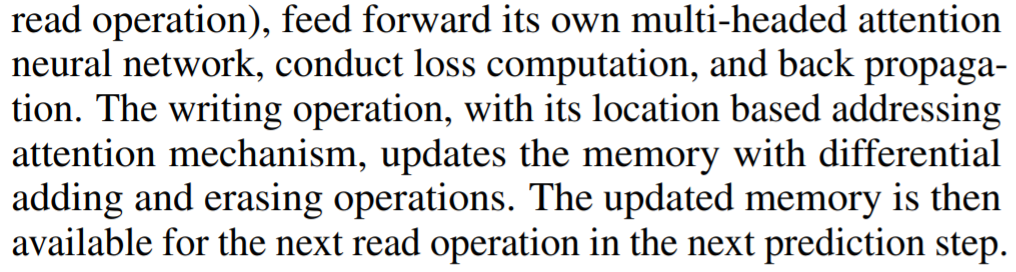 read operation), feed forward its own multi-headed attention
neural network, conduct loss computation, and back propaga-
tion. The writing operation, with its location based addressing
attention mechanism, updates the memory with differential
adding and erasing operations. The updated memory is then
available for the next read operation in the next prediction step.